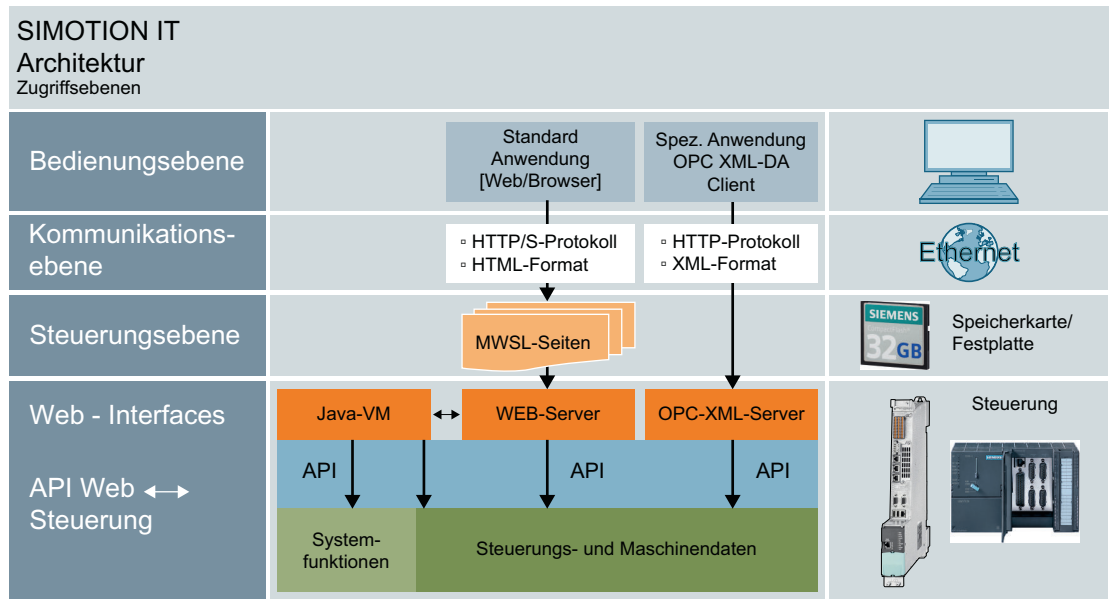 SIMOTION IT
Architektur
Zugriffsebenen
Bedienungsebene
Standard
Anwendung
[Web/Browser]
Spez. Anwendung
OPC XML-DA
Client
Kommunikations-
ebene
▫ HTTP/S-Protokoll
▫ HTML-Format
▫ HTTP-Protokoll
▫ XML-Format
Ethernet
Steuerungsebene
MWSL-Seiten
SIEMENS
32GB
Speicherkarte/
Festplatte
Web - Interfaces
Java-VM
WEB-Server
OPC-XML-Server
Steuerung
API Web ↔
Steuerung
API
API
API
SIEMENS
System-
funktionen
Steuerungs- und Maschinendaten